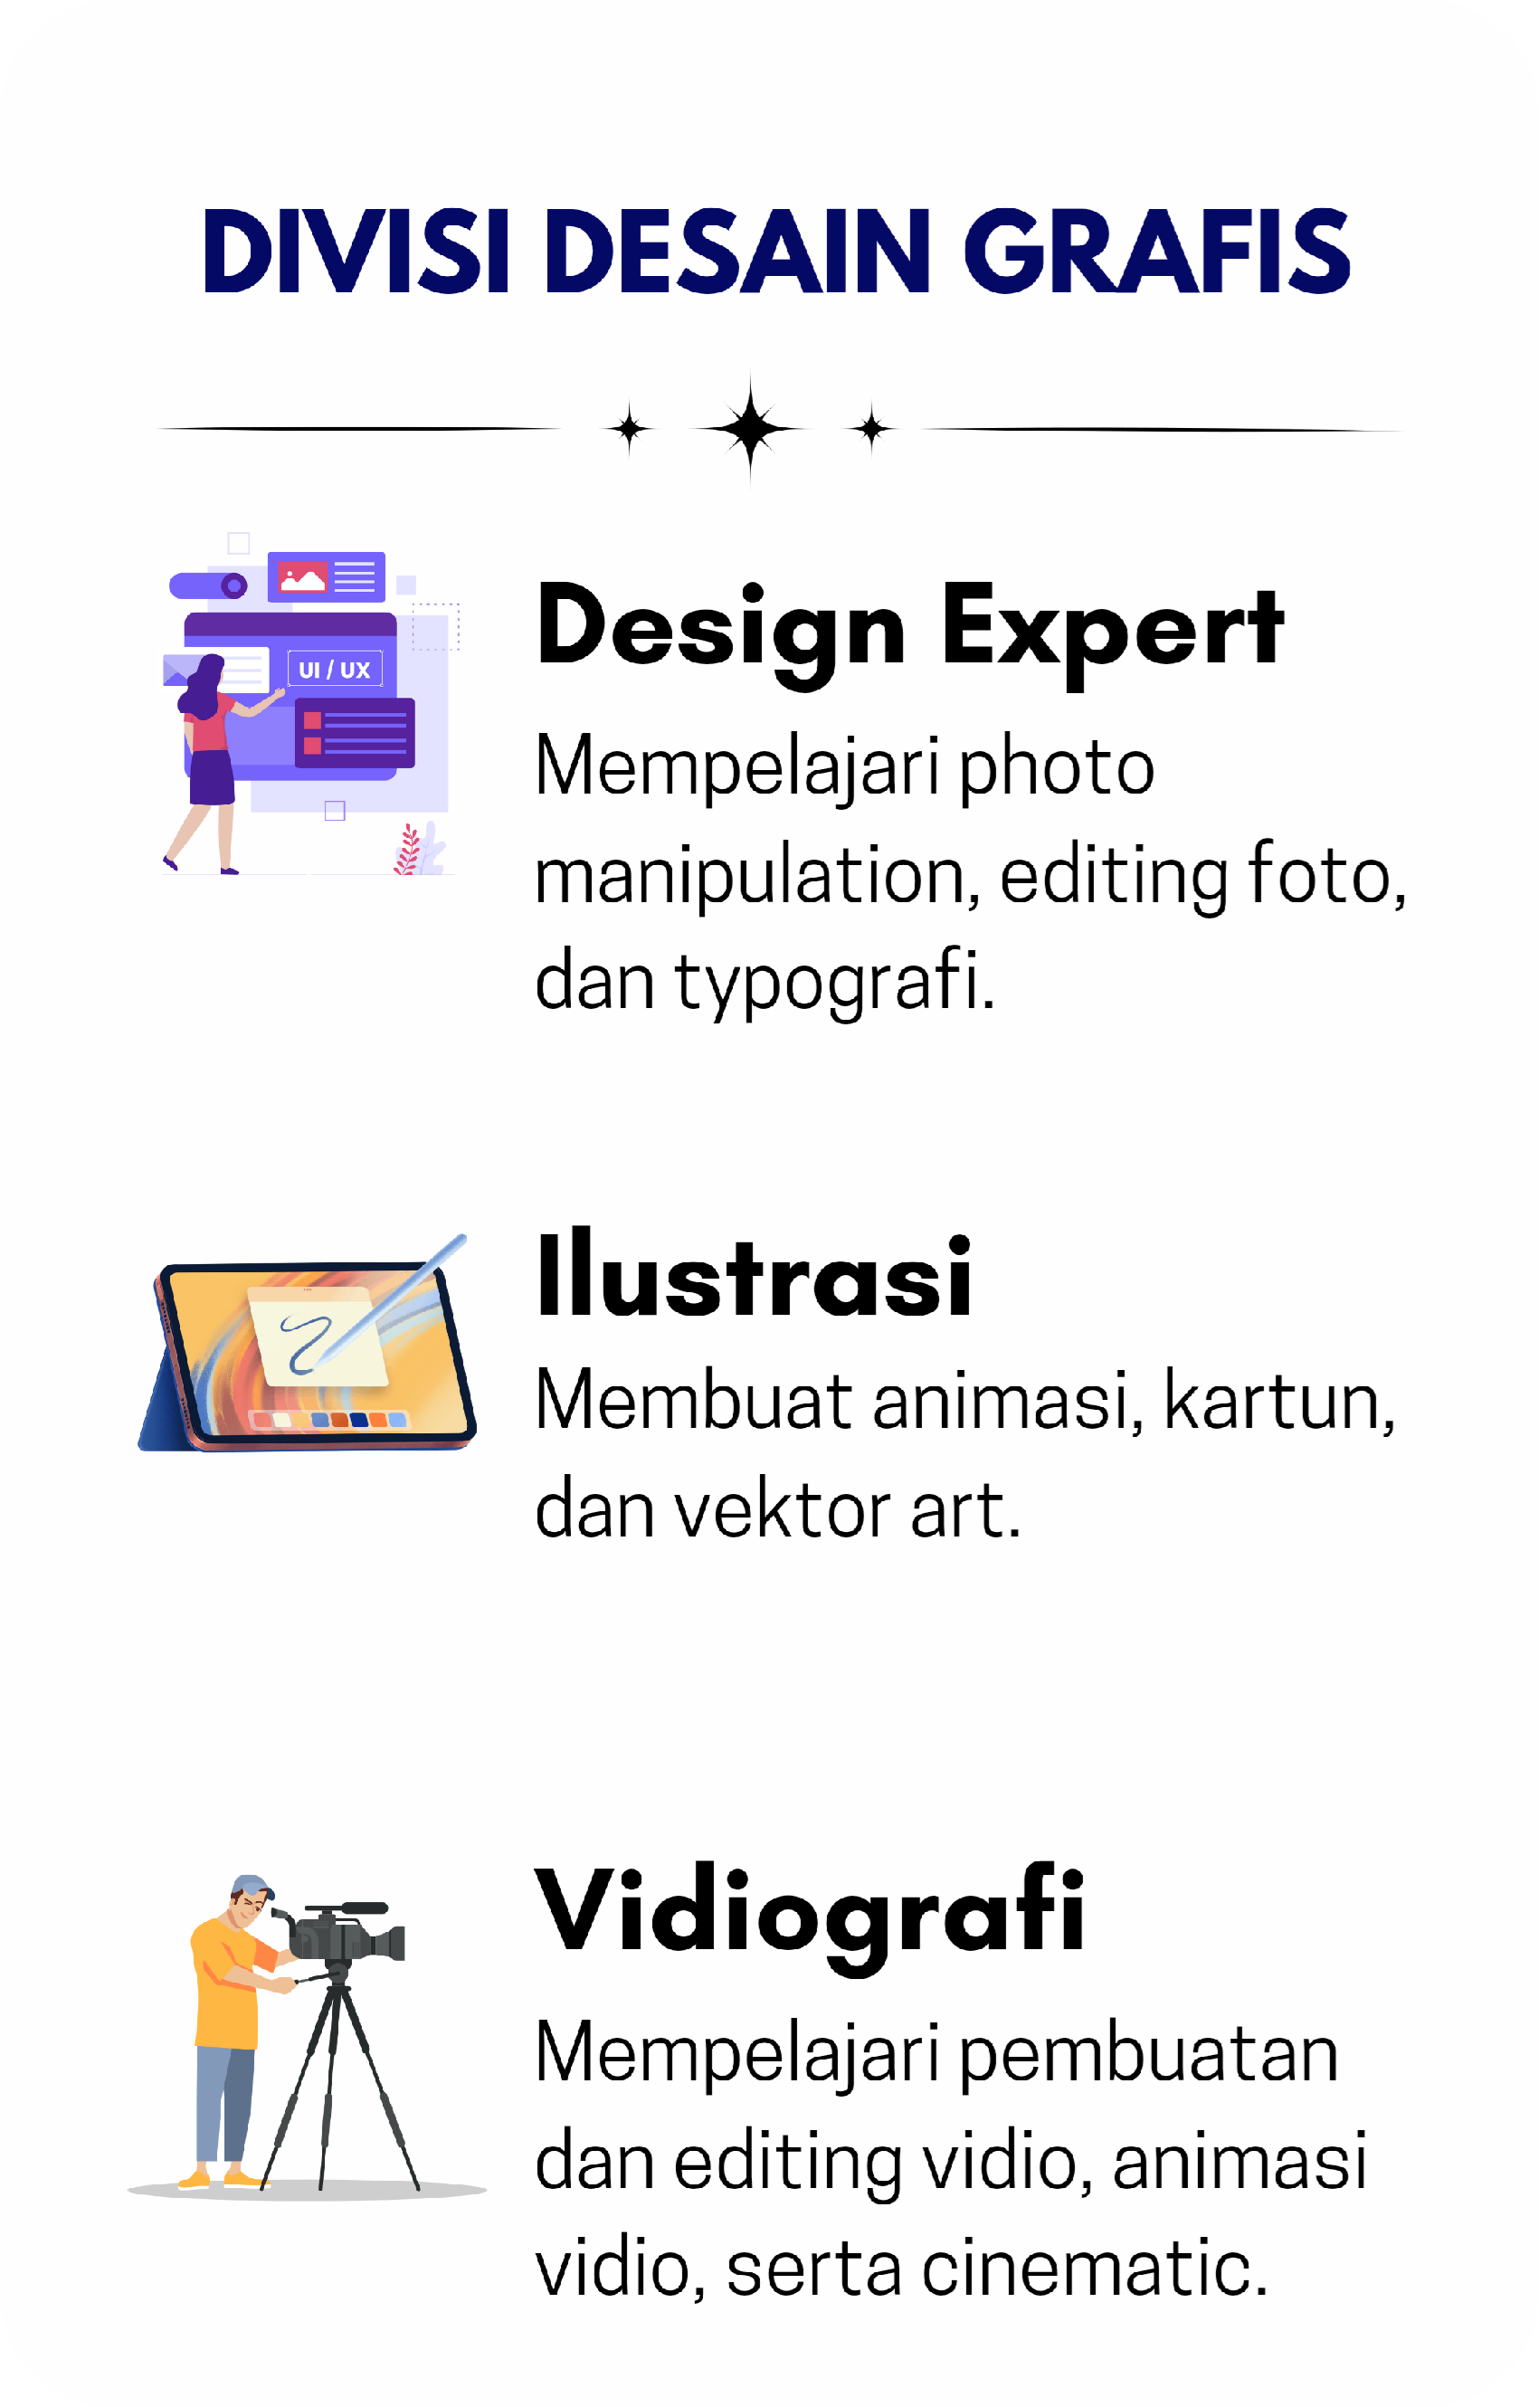 DIVISI DESAIN GRAFIS
UI / UX
Design Expert
Mempelajari photo
manipulation, editing foto,
dan typografi.
Ilustrasi
Membuat animasi, kartun,
dan vektor art.
Vidiografi
Mempelajari pembuatan
dan editing vidio, animasi
vidio, serta cinematic.